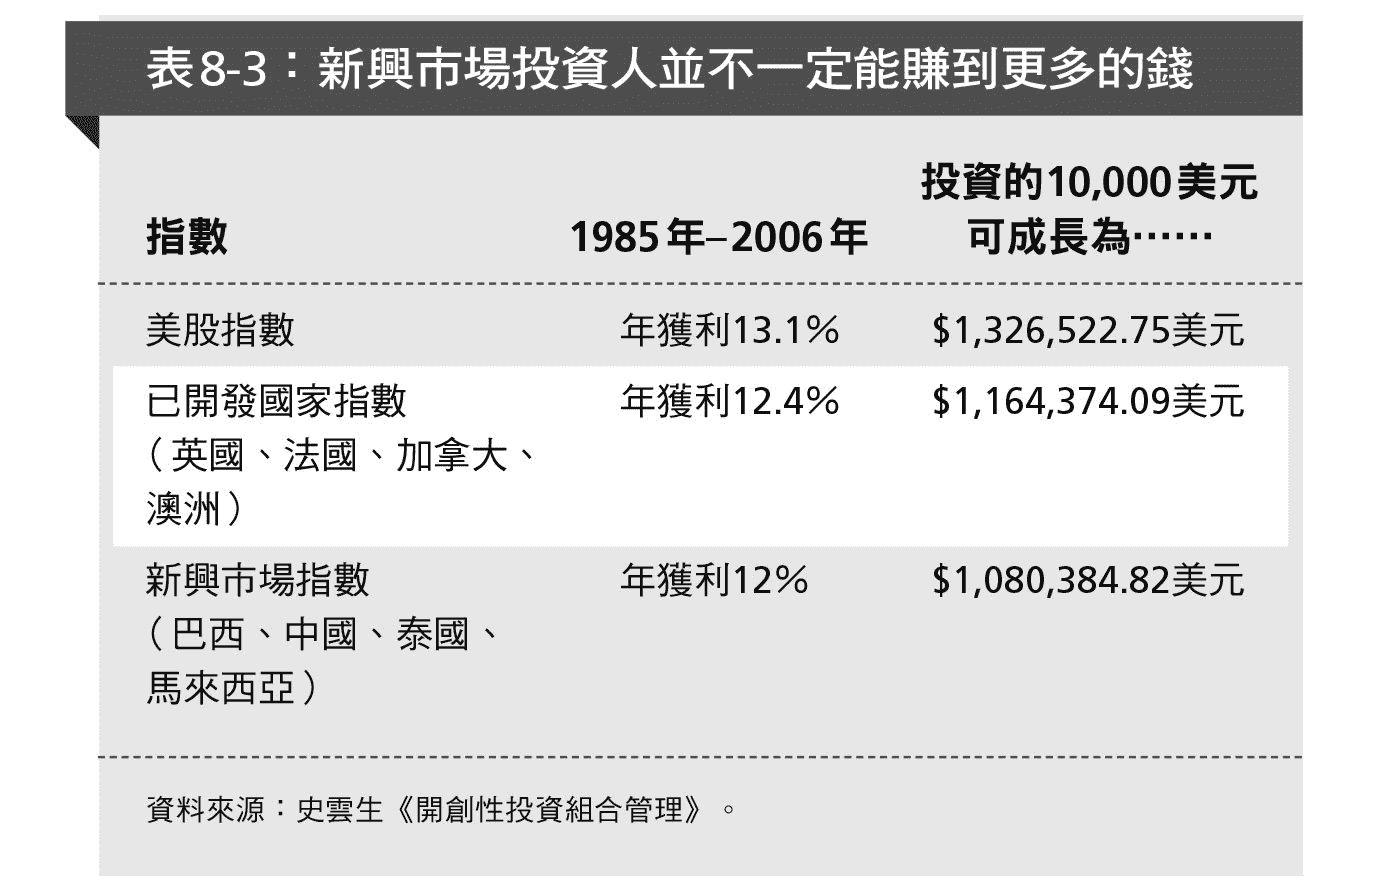 表8-3：新興市場投資人並不一定能賺到更多的錢
投資的10,000美元
指數 1985年–2006年 可成長為……
美股指數 年獲利13.1% $1,326,522.75美元
已開發國家指數 年獲利12.4% $1,164,374.09美元
（英國、法國、加拿大、
澳洲）
新興市場指數 年獲利12% $1,080,384.82美元
（巴西、中國、泰國、
馬來西亞）
資料來源：史雲生《開創性投資組合管理》。